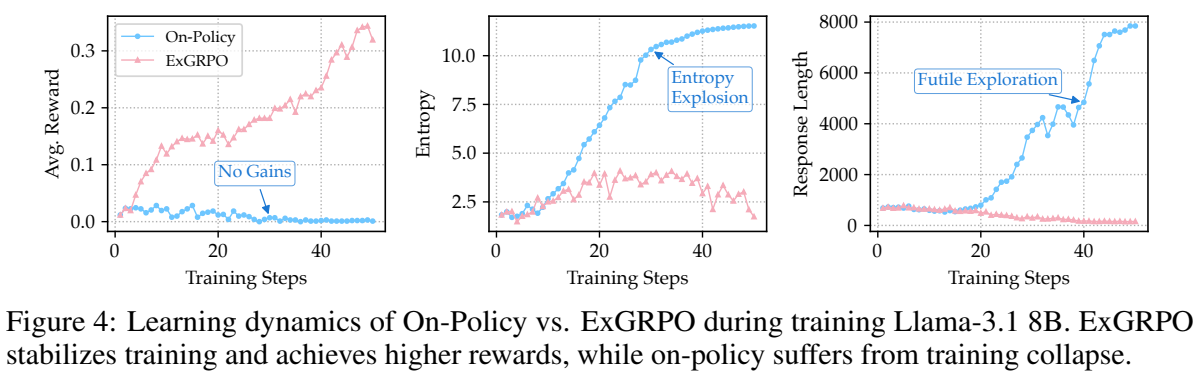 On-Policy
ExGRPO
No Gains
0.3
0.2
0.1
0.0
Avg. Reward
0
20
40
Training Steps
Entropy
Explosion
10.0
7.5
5.0
2.5
Entropy
0
20
40
Training Steps
Futile Exploration
8000
6000
4000
2000
0
Response Length
0
20
40
Training Steps
Figure 4: Learning dynamics of On-Policy vs. ExGRPO during training Llama-3.1 8B. ExGRPO
stabilizes training and achieves higher rewards, while on-policy suffers from training collapse.